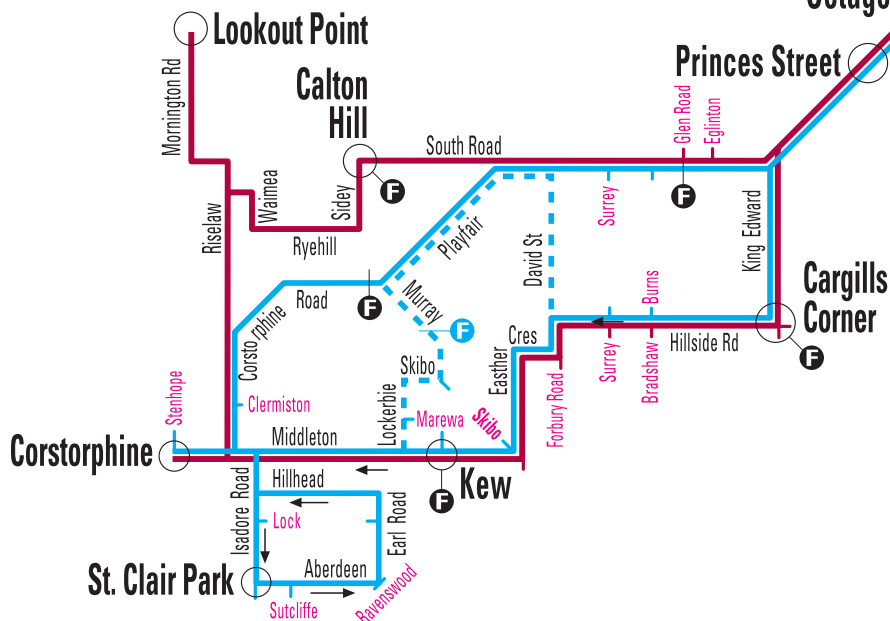 Lookout Point
Princes Street
Calton
Hill
Mornington Rd
Glen Road
Eglinton
South Road
F
F
Surrey
Riselaw
Waimea
Sidey
Ryehill
Playfair
David St
King Edward
Corstorphine
Road
F
Murray
F
Burns
Cargills
Corner
F
Cres
Hillside Rd
Skibo
Easther
Surrey
Bradshaw
Forbury Road
Stenhope
Clermiston
Lockerbie
Marewa
Skibo
Corstorphine
Middleton
Kew
F
Isadore Road
Hillhead
Lock
Earl Road
St. Clair Park
Aberdeen
Sutcliffe
Ravenswood